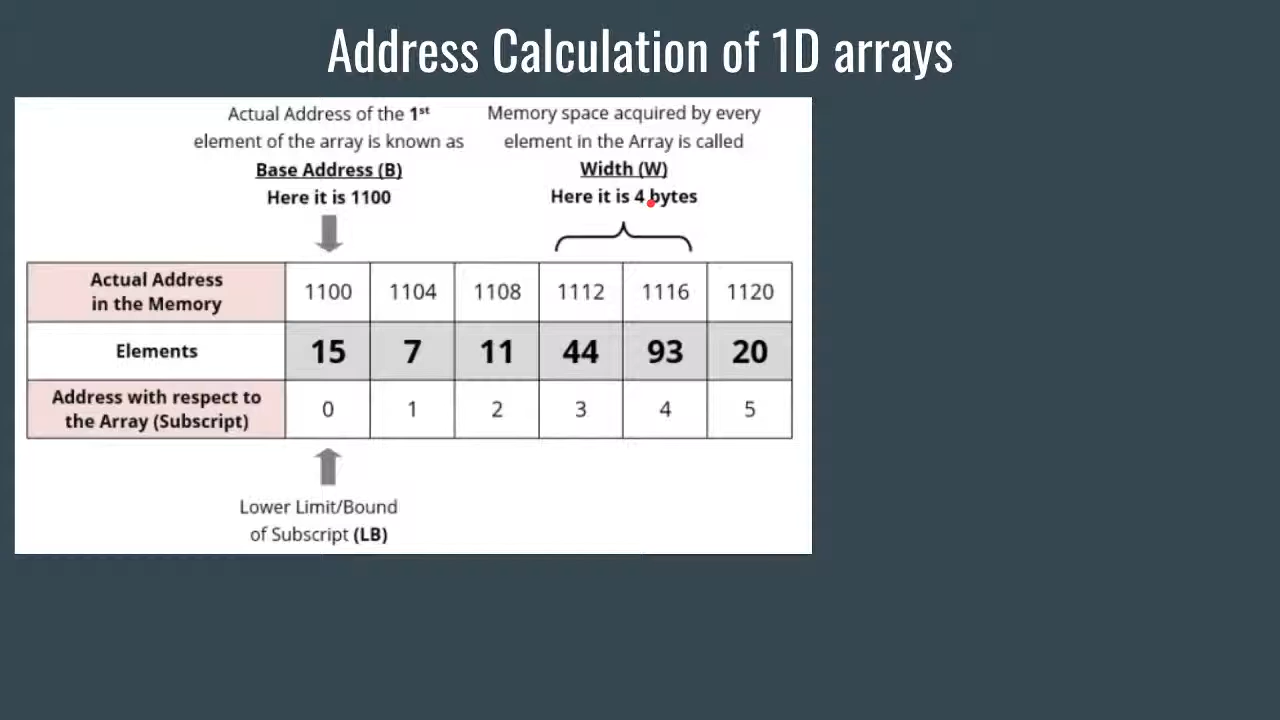 Address Calculation of 1D arrays
Actual Address of the 1st
element of the array is known as
Base Address (B)
Here it is 1100
Memory space acquired by every
element in the Array is called
Width (W)
Here it is 4 bytes
Actual Address
in the Memory
1100 1104 1108 1112 1116 1120
Elements 15 7 11 44 93 20
Address with respect to
the Array (Subscript)
0 1 2 3 4 5
Lower Limit/Bound
of Subscript (LB)